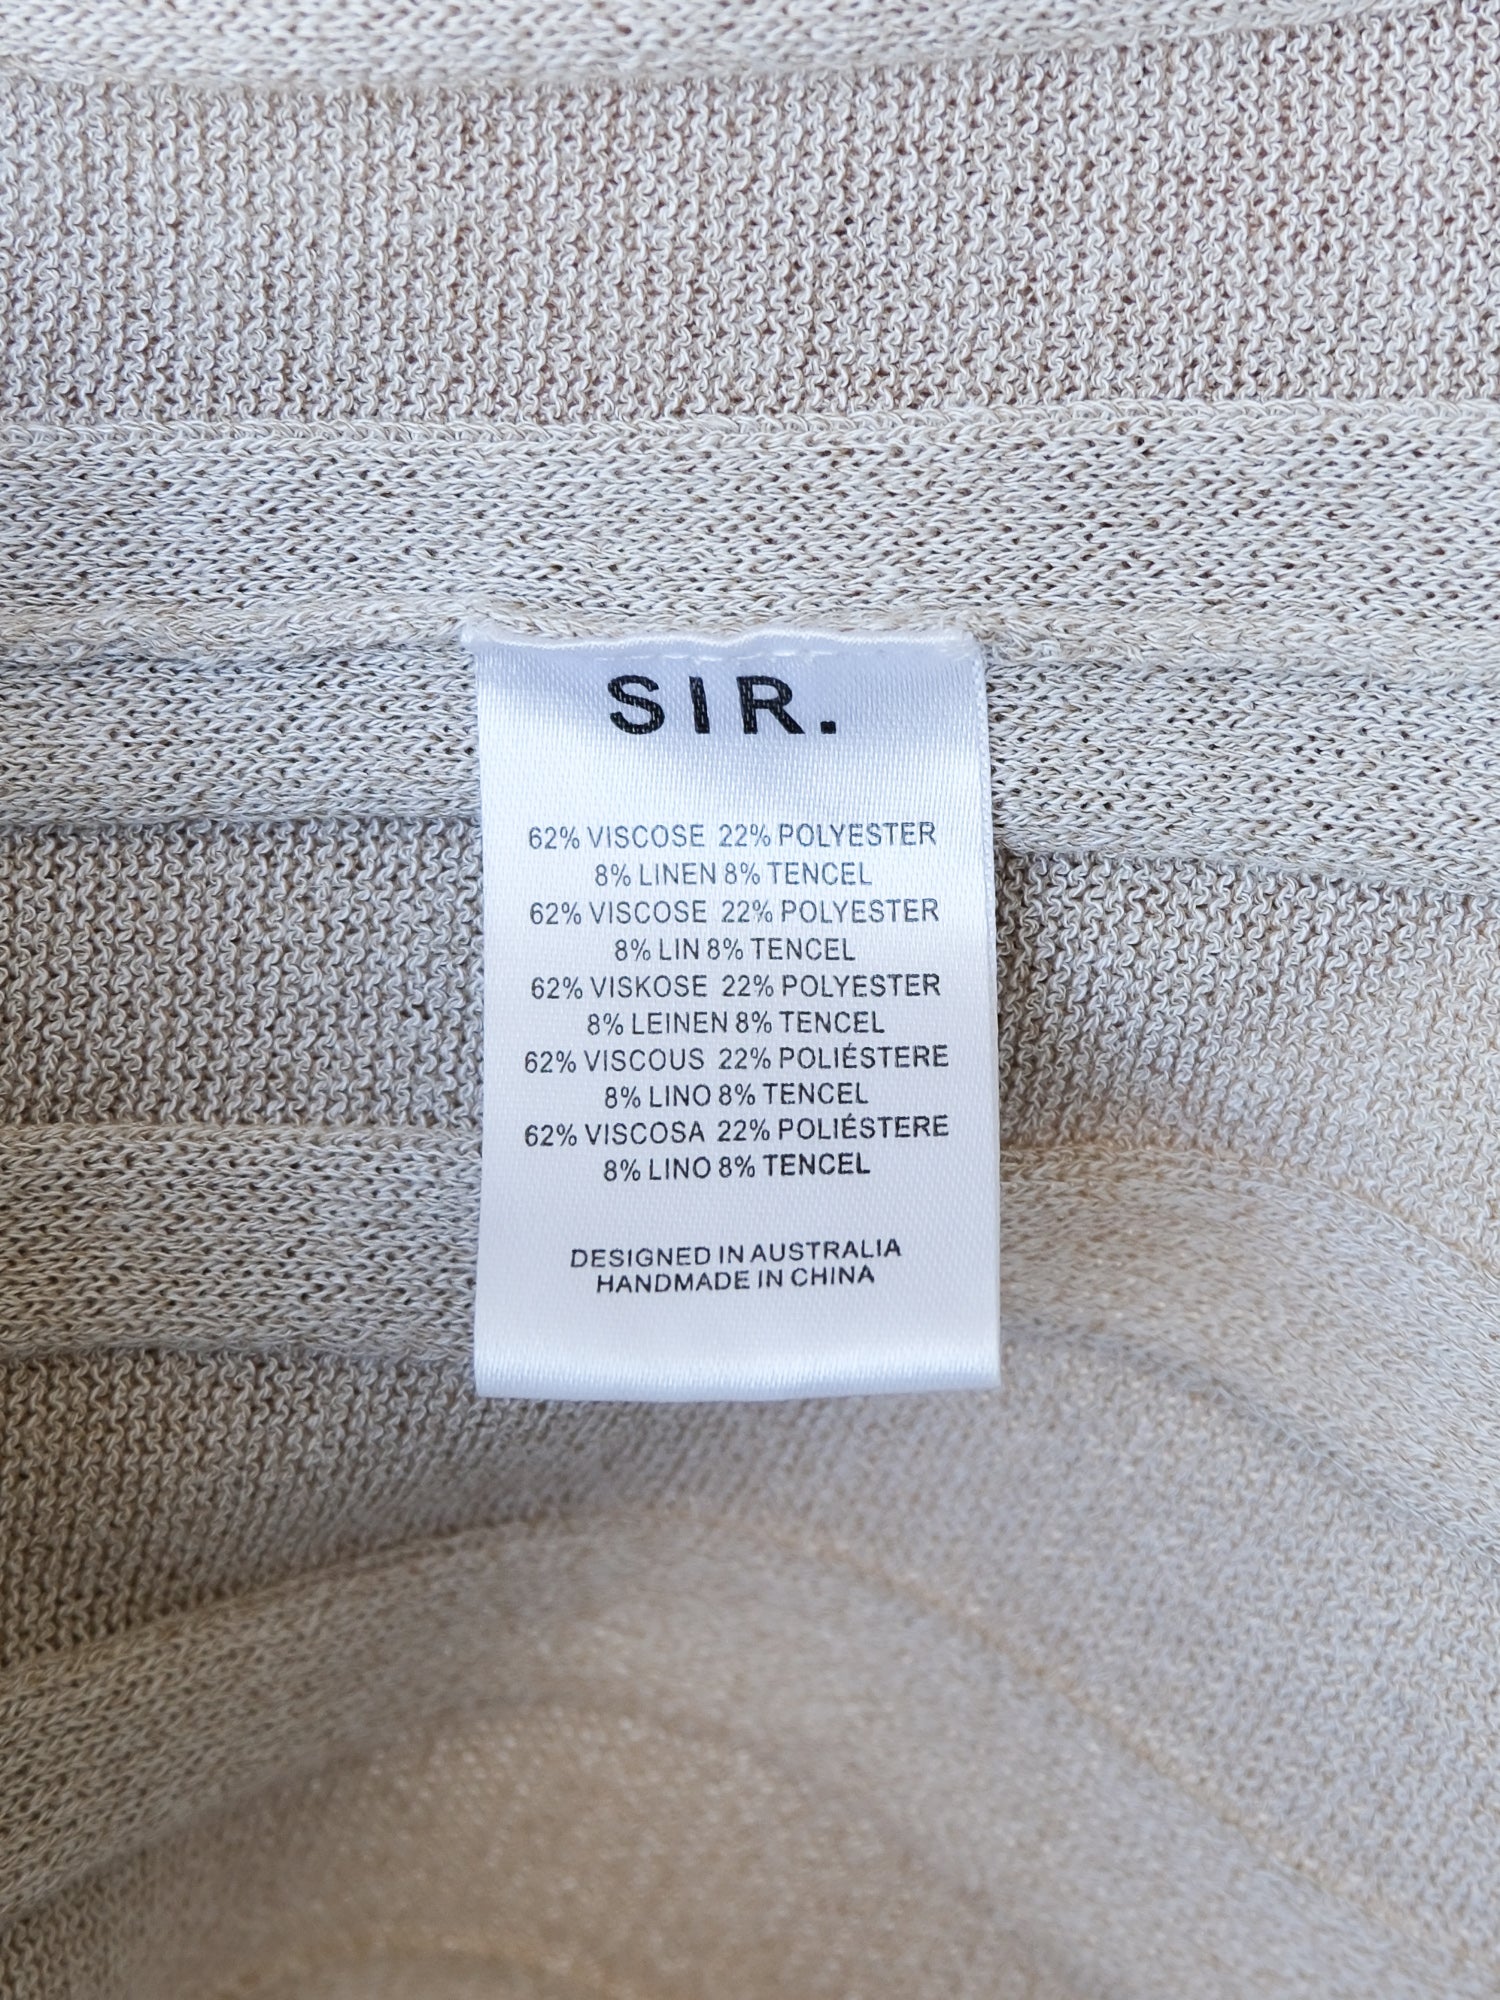 SIR.
62% VISCOSE 22% POLYESTER
8% LINEN 8% TENCEL
62% VISCOSE 22% POLYESTER
8% LIN 8% TENCEL
62% VISKOSE 22% POLYESTER
8% LEINEN 8% TENCEL
62% VISCOUS 22% POLIÉSTERE
8% LINO 8% TENCEL
62% VISCOSA 22% POLIÉSTERE
8% LINO 8% TENCEL
DESIGNED IN AUSTRALIA
HANDMADE IN CHINA